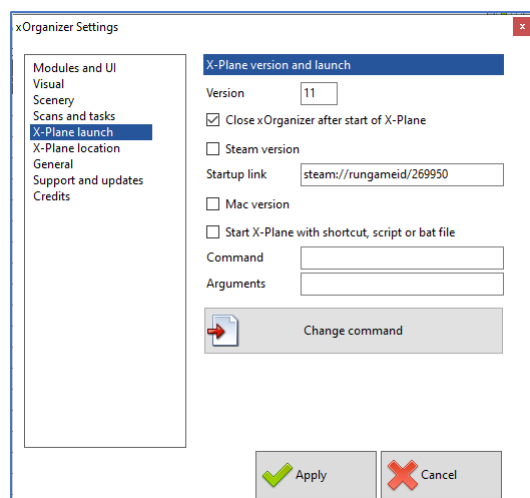 xOrganizer Settings
x
Modules and UI
Visual
Scenery
Scans and tasks
X-Plane launch
X-Plane location
General
Support and updates
Credits
X-Plane version and launch
Version 11
Close xOrganizer after start of X-Plane
Steam version
Startup link steam://rungameid/269950
Mac version
Start X-Plane with shortcut, script or bat file
Command
Arguments
Change command
Apply Cancel